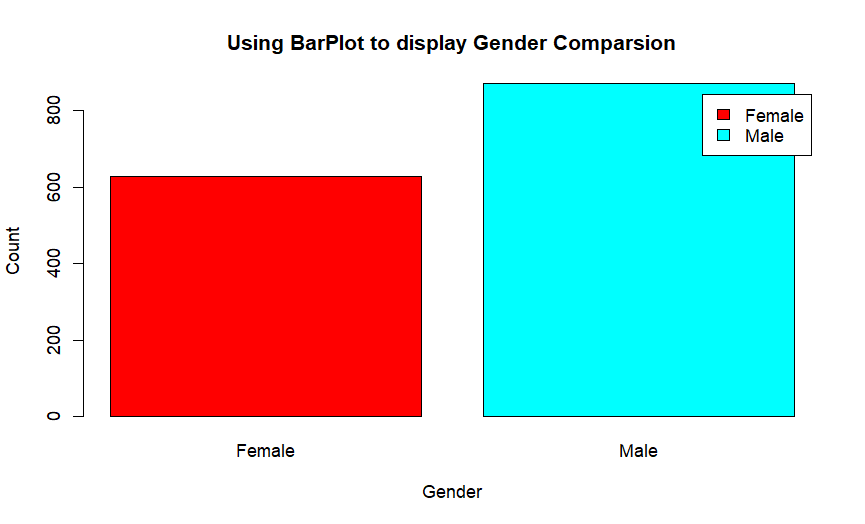 Using BarPlot to display Gender Comparsion
Female
Male
800
600
400
200
0
Count
Female
Male
Gender